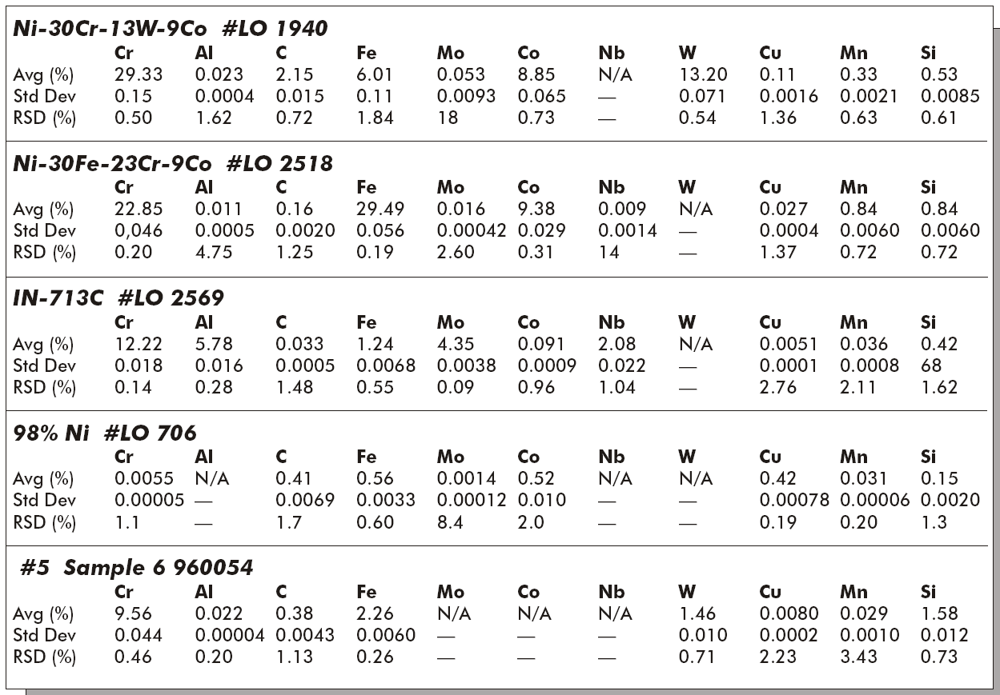 Ni-30Cr-13W-9Co #LO 1940
Cr Al C Fe Mo Co Nb W Cu Mn Si
Avg (%) 29.33 0.023 2.15 6.01 0.053 8.85 N/A 13.20 0.11 0.33 0.53
Std Dev 0.15 0.0004 0.015 0.11 0.0093 0.065 — 0.071 0.0016 0.0021 0.0085
RSD (%) 0.50 1.62 0.72 1.84 18 0.73 — 0.54 1.36 0.63 0.61
Ni-30Fe-23Cr-9Co #LO 2518
Cr Al C Fe Mo Co Nb W Cu Mn Si
Avg (%) 22.85 0.011 0.16 29.49 0.016 9.38 0.009 N/A 0.027 0.84 0.84
Std Dev 0,046 0.0005 0.0020 0.056 0.00042 0.029 0.0014 — 0.0004 0.0060 0.0060
RSD (%) 0.20 4.75 1.25 0.19 2.60 0.31 14 — 1.37 0.72 0.72
IN-713C #LO 2569
Cr Al C Fe Mo Co Nb W Cu Mn Si
Avg (%) 12.22 5.78 0.033 1.24 4.35 0.091 2.08 N/A 0.0051 0.036 0.42
Std Dev 0.018 0.016 0.0005 0.0068 0.0038 0.0009 0.022 — 0.0001 0.0008 68
RSD (%) 0.14 0.28 1.48 0.55 0.09 0.96 1.04 — 2.76 2.11 1.62
98% Ni #LO 706
Cr Al C Fe Mo Co Nb W Cu Mn Si
Avg (%) 0.0055 N/A 0.41 0.56 0.0014 0.52 N/A N/A 0.42 0.031 0.15
Std Dev 0.00005 — 0.0069 0.0033 0.00012 0.010 — — 0.00078 0.00006 0.0020
RSD (%) 1.1 — 1.7 0.60 8.4 2.0 — — 0.19 0.20 1.3
#5 Sample 6 960054
Cr Al C Fe Mo Co Nb W Cu Mn Si
Avg (%) 9.56 0.022 0.38 2.26 N/A N/A N/A 1.46 0.0080 0.029 1.58
Std Dev 0.044 0.00004 0.0043 0.0060 — — — 0.010 0.0002 0.0010 0.012
RSD (%) 0.46 0.20 1.13 0.26 — — — 0.71 2.23 3.43 0.73